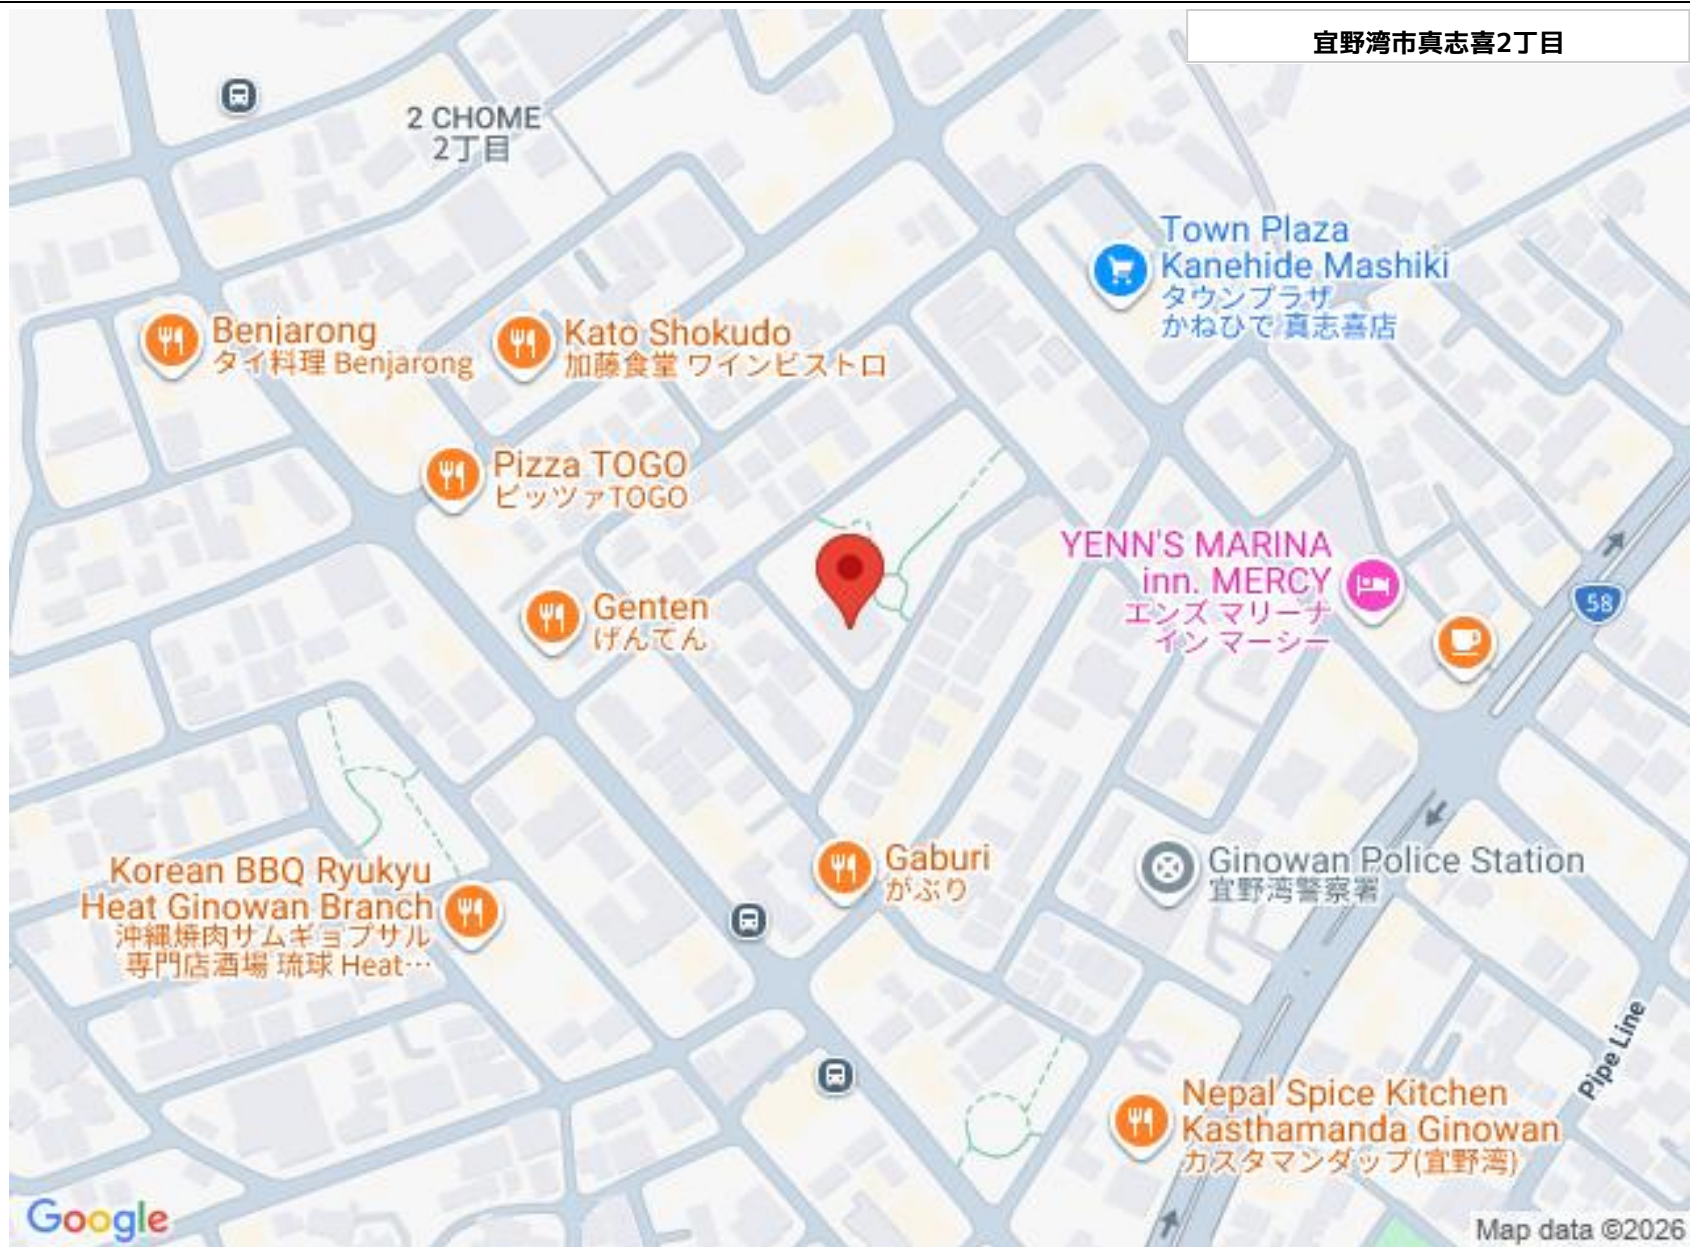 宜野湾市真志喜2丁目
2 CHOME
2丁目
Town Plaza
Kanehide Mashiki
タウンプラザ
かねひで 真志喜店
Benjarong
タイ料理 Benjarong
Kato Shokudo
加藤食堂 ワインビストロ
Pizza TOGO
ピッツァTOGO
YENN'S MARINA
inn. MERCY
エンズ マリーナ
イン マーシー
58
Genten
げんてん
Gaburi
がぶり
Ginowan Police Station
宜野湾警察署
Korean BBQ Ryukyu
Heat Ginowan Branch
沖縄焼肉サムギョプサル
専門店酒場 琉球 Heat…
Pipe Line
Nepal Spice Kitchen
Kasthamanda Ginowan
カスタマンダップ(宜野湾)
Google
Map data ©2026